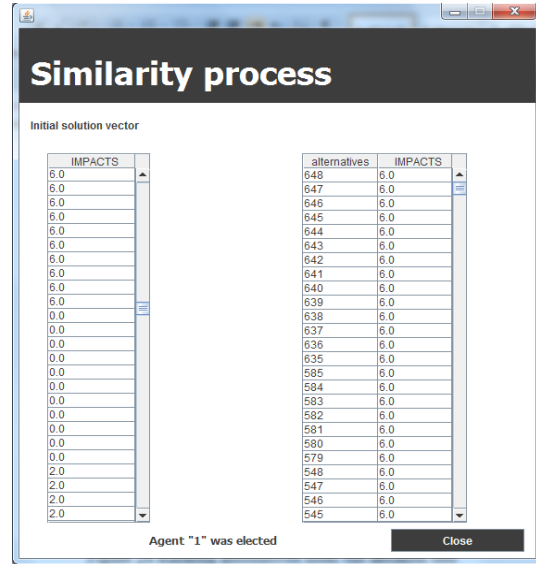 Similarity process
Initial solution vector
IMPACTS alternatives IMPACTS
6.0 648 6.0
6.0 647 6.0
6.0 646 6.0
6.0 645 6.0
6.0 644 6.0
6.0 643 6.0
6.0 642 6.0
6.0 641 6.0
6.0 640 6.0
6.0 639 6.0
0.0 638 6.0
0.0 637 6.0
0.0 636 6.0
0.0 635 6.0
0.0 585 6.0
0.0 584 6.0
0.0 583 6.0
0.0 582 6.0
0.0 581 6.0
0.0 580 6.0
0.0 579 6.0
2.0 548 6.0
2.0 547 6.0
2.0 546 6.0
2.0 545 6.0
Agent "1" was elected Close